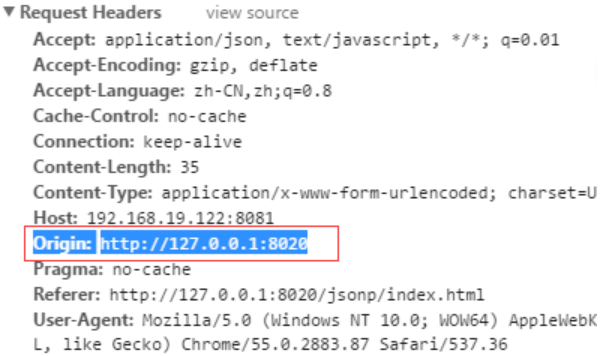 Request Headers view source
Accept: application/json, text/javascript, */*; q=0.01
Accept-Encoding: gzip, deflate
Accept-Language: zh-CN,zh;q=0.8
Cache-Control: no-cache
Connection: keep-alive
Content-Length: 35
Content-Type: application/x-www-form-urlencoded; charset=U
Host: 192.168.19.122:8081
Origin: http://127.0.0.1:8020
Pragma: no-cache
Referer: http://127.0.0.1:8020/jsonp/index.html
User-Agent: Mozilla/5.0 (Windows NT 10.0; WOW64) AppleWebK
L, like Gecko) Chrome/55.0.2883.87 Safari/537.36